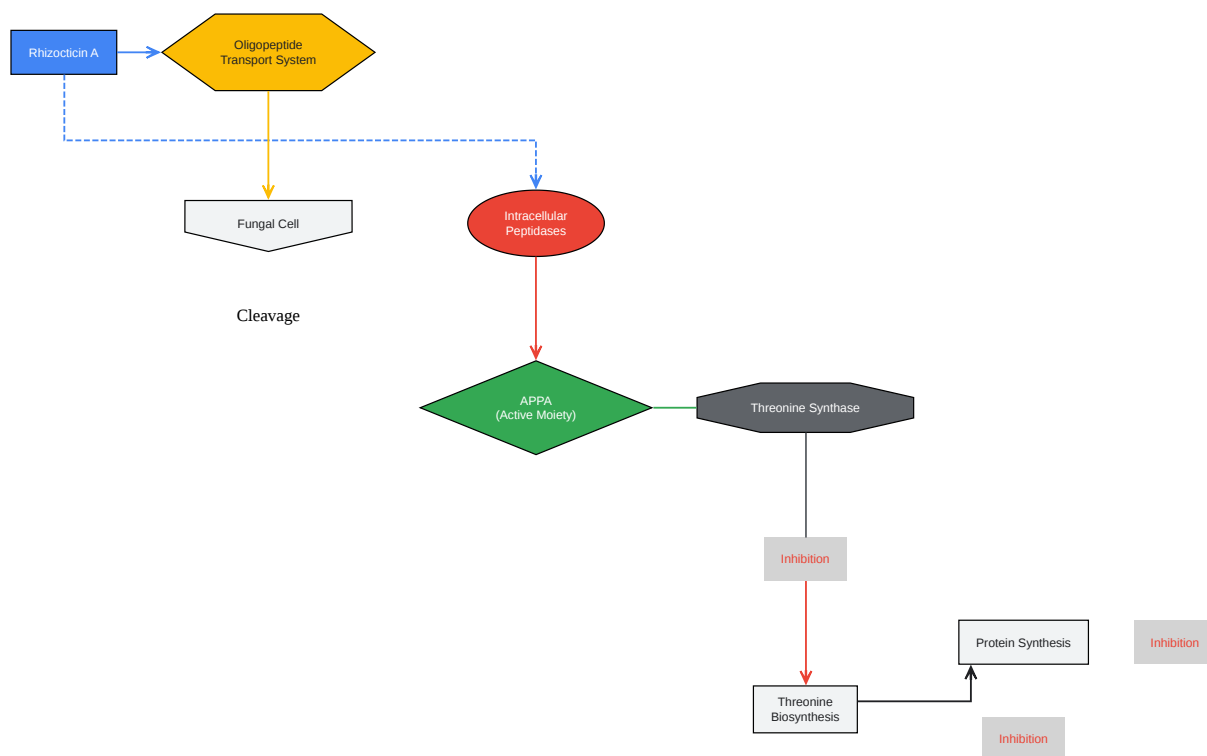 Rhizocticin A
Oligopeptide
Transport System
Fungal Cell
Intracellular
Peptidases
Cleavage
APPA
(Active Moiety)
Threonine Synthase
Inhibition
Protein Synthesis
Inhibition
Threonine
Biosynthesis
Inhibition